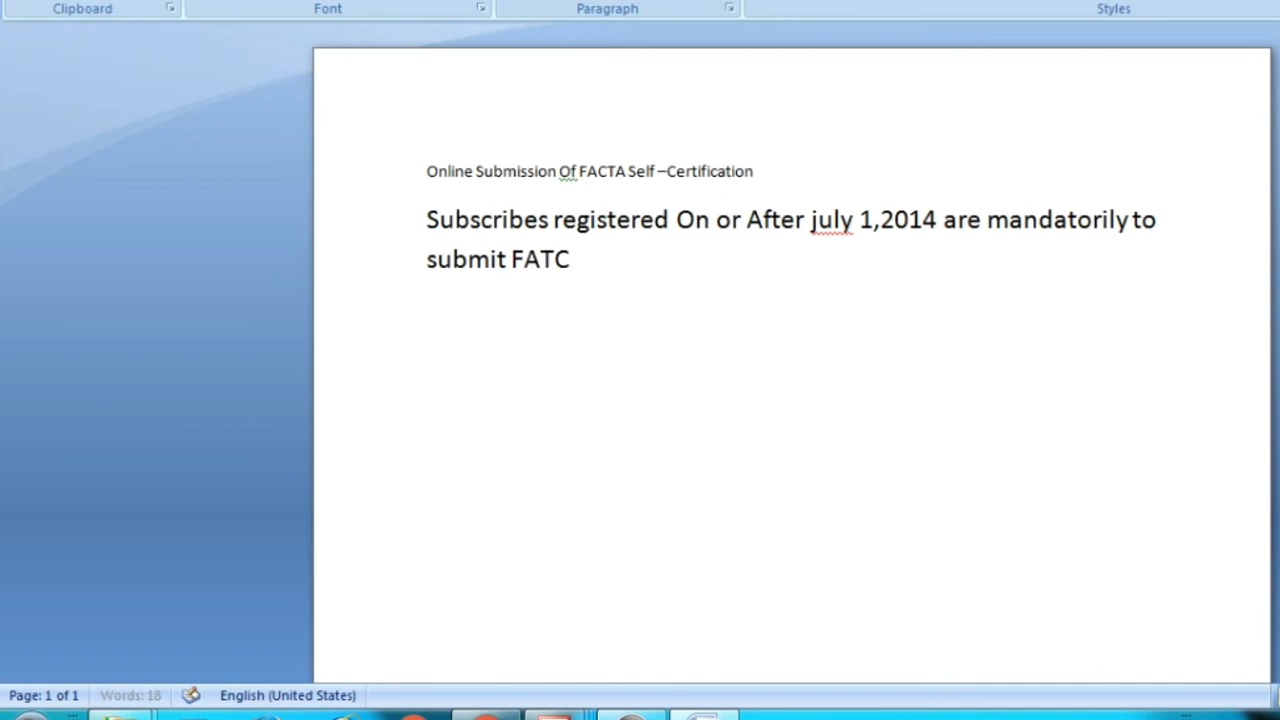 Clipboard Font Paragraph Styles
Online Submission Of FACTA Self –Certification
Subscribes registered On or After july 1,2014 are mandatorily to
submit FATC
Page: 1 of 1 Words: 18 English (United States)